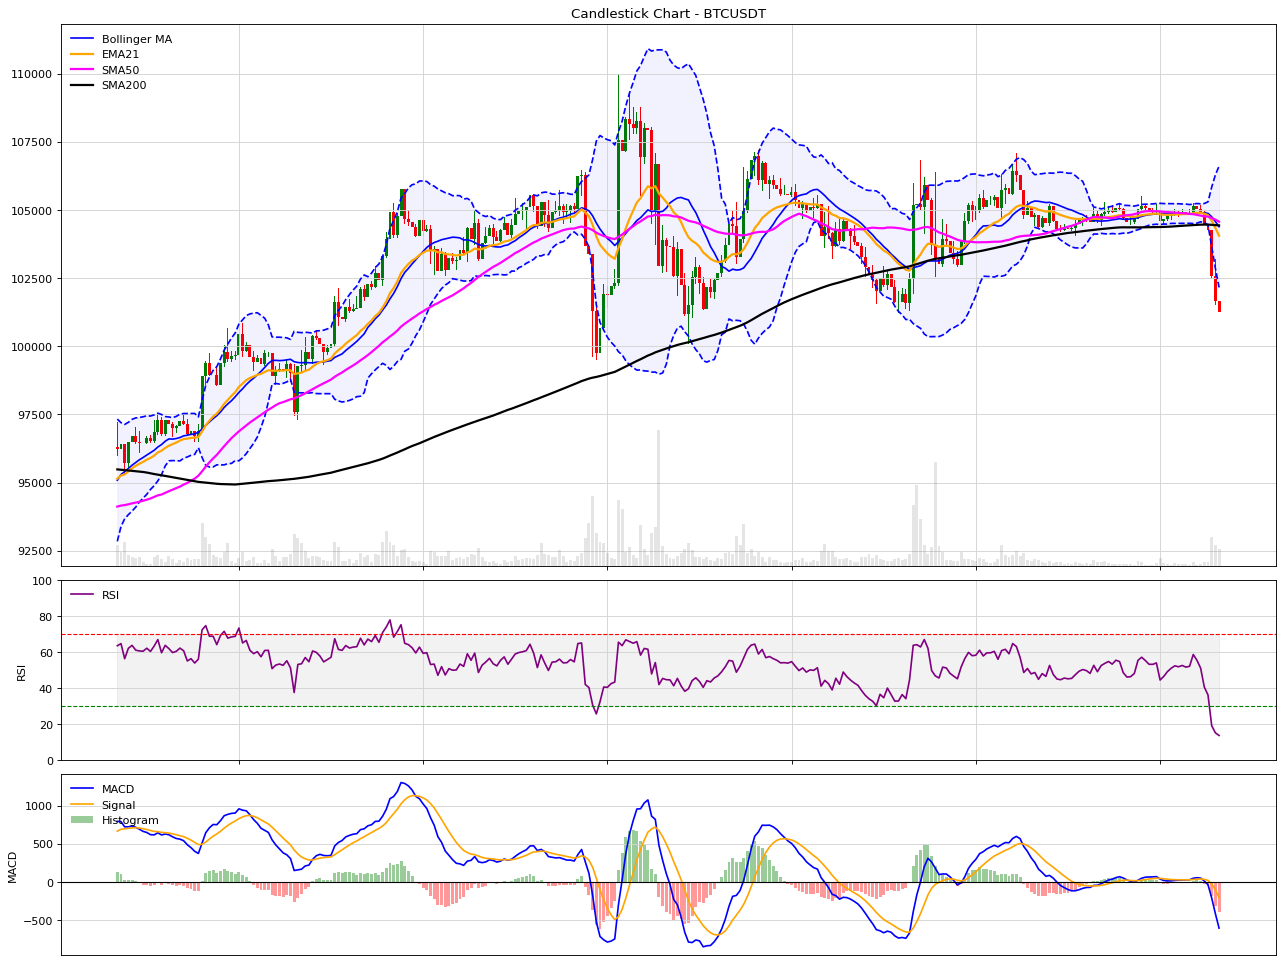 Candlestick Chart - BTCUSDT
Bollinger MA
EMA21
SMA50
SMA200
110000
107500
105000
102500
100000
97500
95000
92500
RSI
100
80
60
40
20
0
RSI
MACD
Signal
Histogram
1000
500
0
−500
MACD